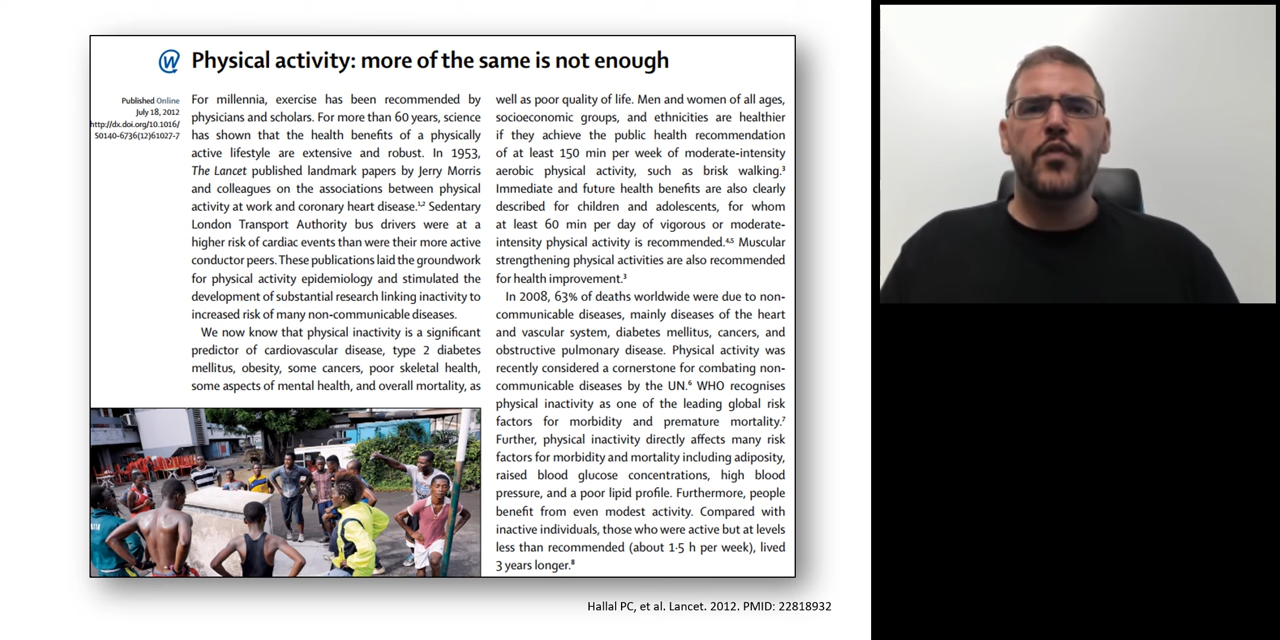 Physical activity: more of the same is not enough
Published Online
July 18, 2012
http://dx.doi.org/10.1016/
S0140-6736(12)61027-7
For millennia, exercise has been recommended by
physicians and scholars. For more than 60 years, science
has shown that the health benefits of a physically
active lifestyle are extensive and robust. In 1953,
The Lancet published landmark papers by Jerry Morris
and colleagues on the associations between physical
activity at work and coronary heart disease.1,2 Sedentary
London Transport Authority bus drivers were at a
higher risk of cardiac events than were their more active
conductor peers. These publications laid the groundwork
for physical activity epidemiology and stimulated the
development of substantial research linking inactivity to
increased risk of many non-communicable diseases.
We now know that physical inactivity is a significant
predictor of cardiovascular disease, type 2 diabetes
mellitus, obesity, some cancers, poor skeletal health,
some aspects of mental health, and overall mortality, as
well as poor quality of life. Men and women of all ages,
socioeconomic groups, and ethnicities are healthier
if they achieve the public health recommendation
of at least 150 min per week of moderate-intensity
aerobic physical activity, such as brisk walking.3
Immediate and future health benefits are also clearly
described for children and adolescents, for whom
at least 60 min per day of vigorous or moderate-
intensity physical activity is recommended.4,5 Muscular
strengthening physical activities are also recommended
for health improvement.3
In 2008, 63% of deaths worldwide were due to non-
communicable diseases, mainly diseases of the heart
and vascular system, diabetes mellitus, cancers, and
obstructive pulmonary disease. Physical activity was
recently considered a cornerstone for combating non-
communicable diseases by the UN.6 WHO recognises
physical inactivity as one of the leading global risk
factors for morbidity and premature mortality.7
Further, physical inactivity directly affects many risk
factors for morbidity and mortality including adiposity,
raised blood glucose concentrations, high blood
pressure, and a poor lipid profile. Furthermore, people
benefit from even modest activity. Compared with
inactive individuals, those who were active but at levels
less than recommended (about 1·5 h per week), lived
3 years longer.8
Hallal PC, et al. Lancet. 2012. PMID: 22818932